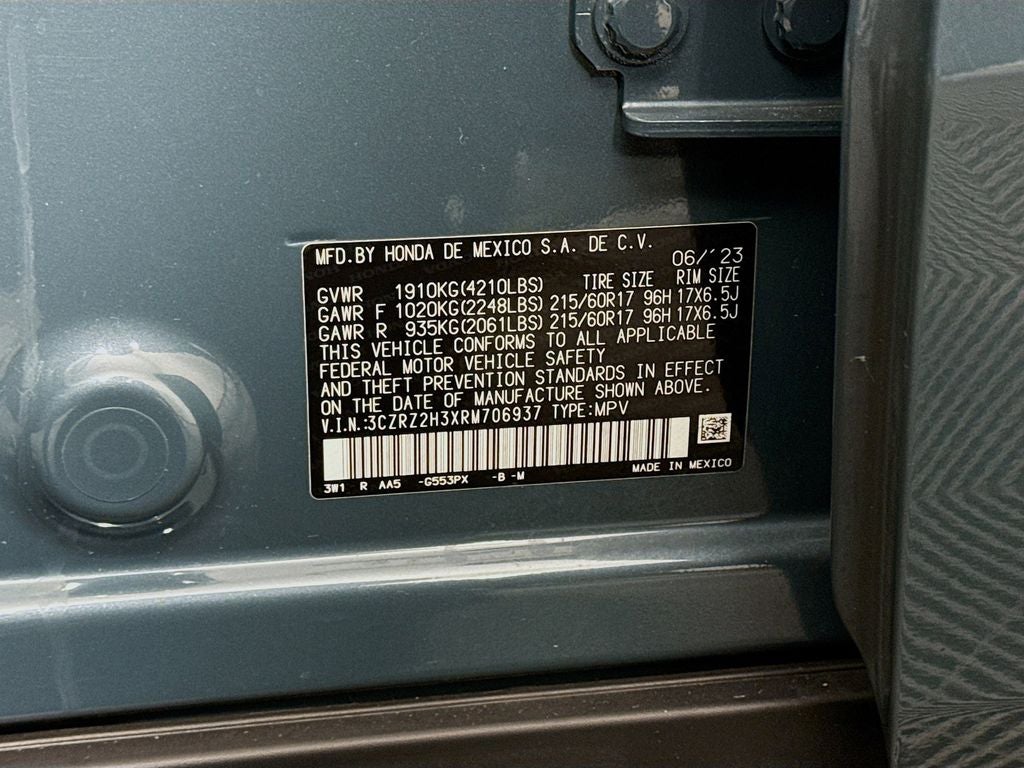 MFD.BY HONDA DE MEXICO S.A. DE C.V.
06/'23
GVWR 1910KG(4210LBS) TIRE SIZE RIM SIZE
GAWR F 1020KG(2248LBS) 215/60R17 96H 17X6.5J
GAWR R 935KG(2061LBS) 215/60R17 96H 17X6.5J
THIS VEHICLE CONFORMS TO ALL APPLICABLE
FEDERAL MOTOR VEHICLE SAFETY
AND THEFT PREVENTION STANDARDS IN EFFECT
ON THE DATE OF MANUFACTURE SHOWN ABOVE.
V.I.N.:3CZRZ2H3XRM706937 TYPE:MPV
MADE IN MEXICO
3W1 R AA5 -G553PX -B -M